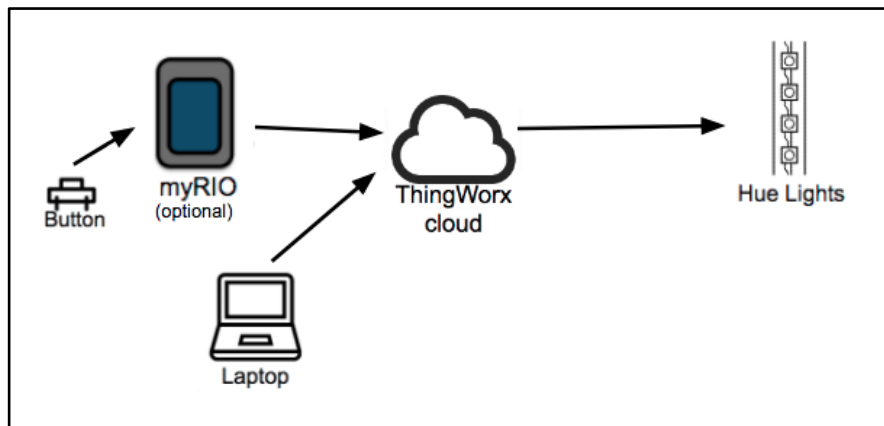 myRIO
(optional)
Button
ThingWorx
cloud
Hue Lights
Laptop